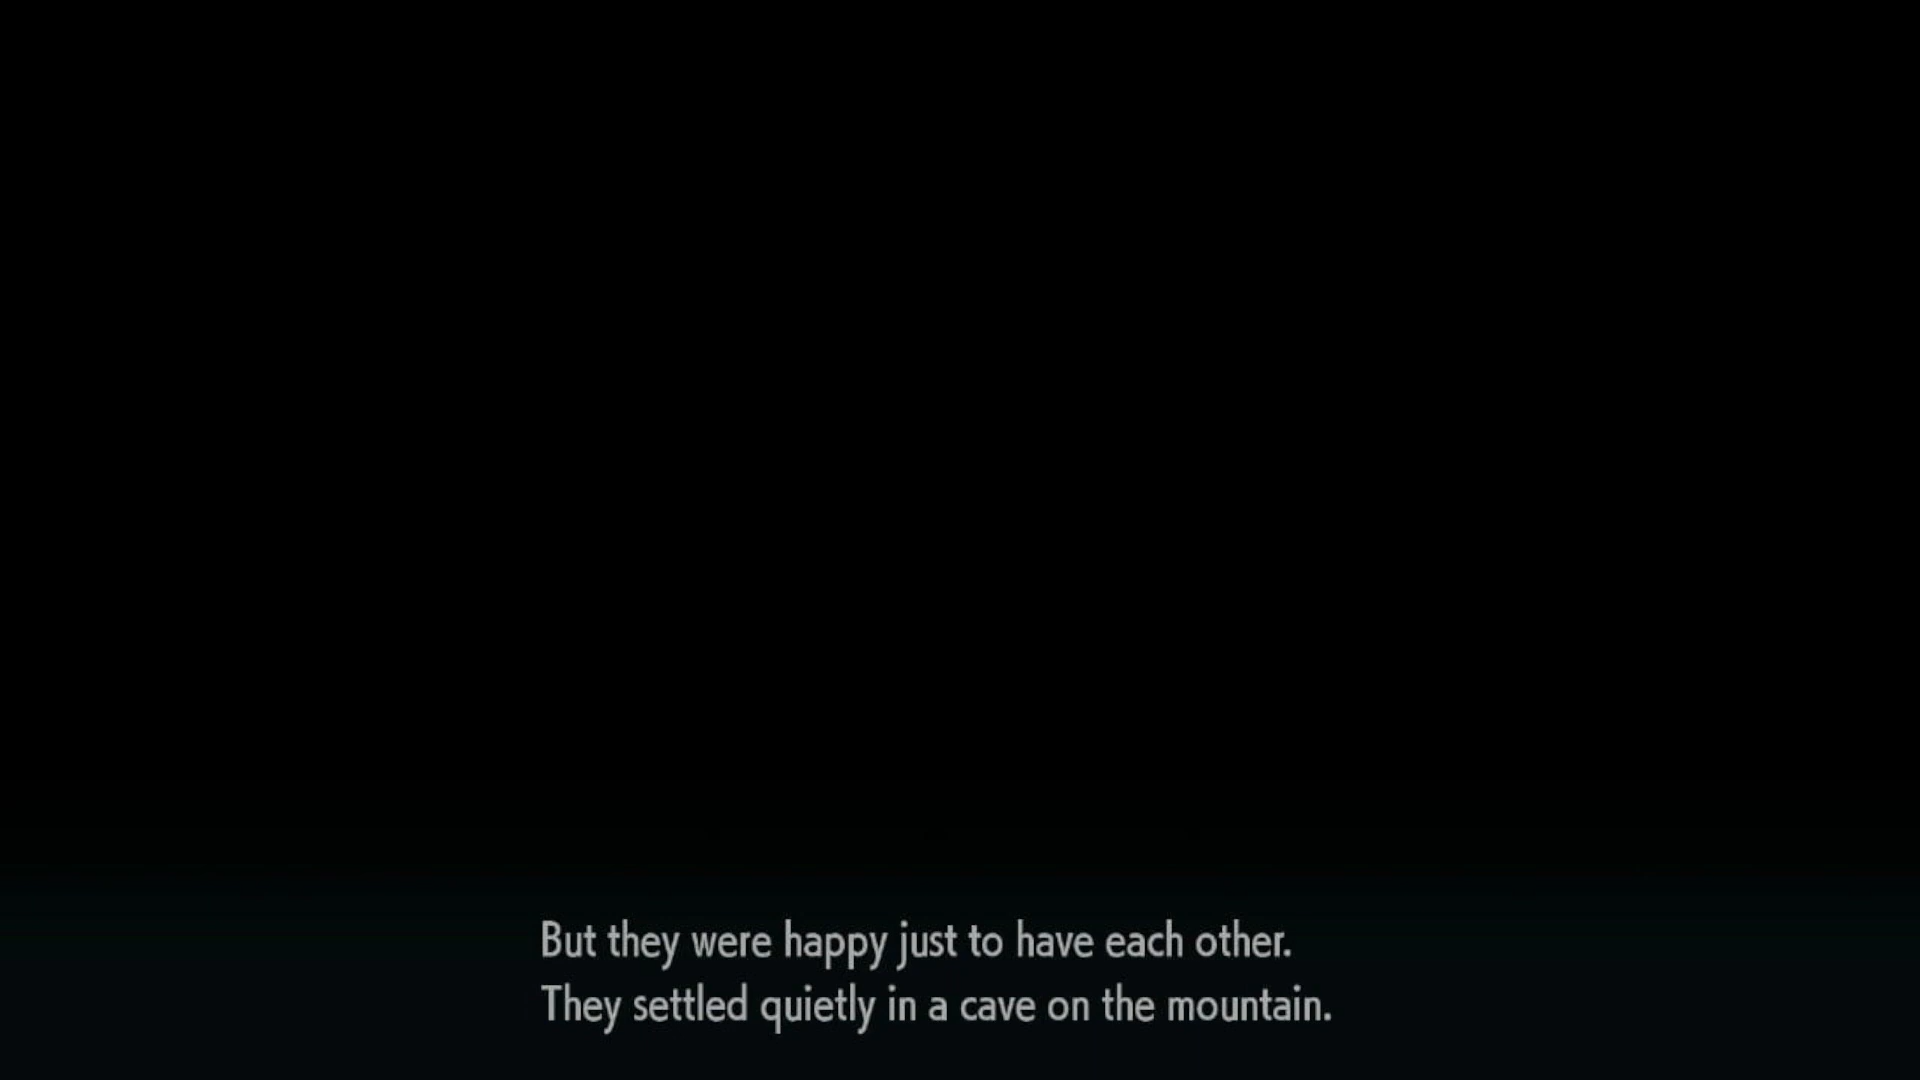 But they were happy just to have each other.
They settled quietly in a cave on the mountain.